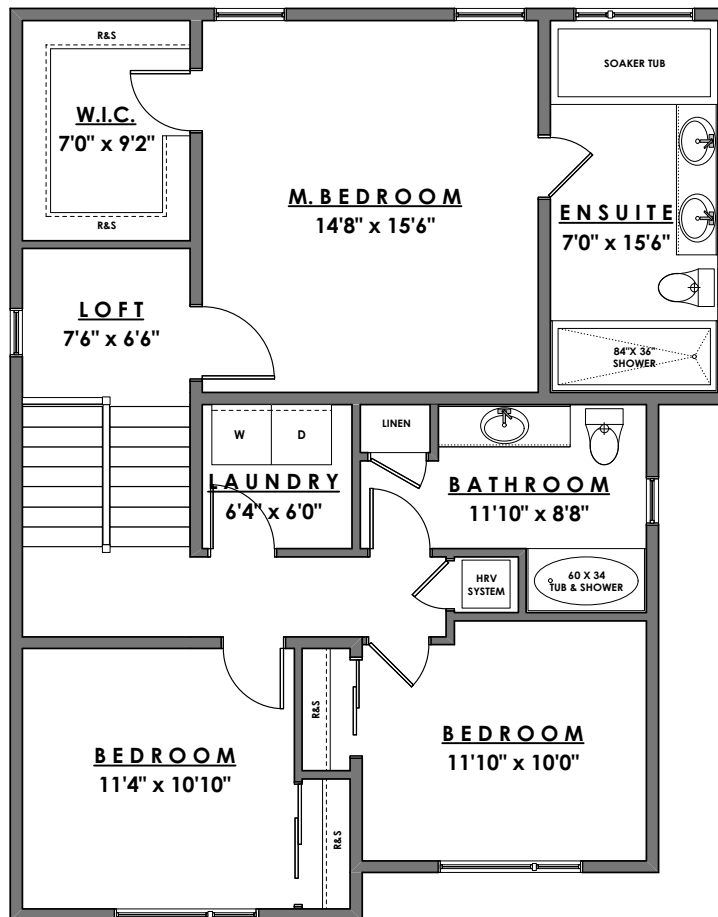 R&S
W.I.C.
7'0" x 9'2"
R&S
SOAKER TUB
M. BEDROOM
14'8" x 15'6"
ENSUITE
7'0" x 15'6"
LOFT
7'6" x 6'6"
84"X 36"
SHOWER
W
D
LINEN
LAUNDRY
6'4" x 6'0"
BATHROOM
11'10" x 8'8"
HRV
SYSTEM
60 X 34
TUB & SHOWER
R&S
BEDROOM
11'4" x 10'10"
BEDROOM
11'10" x 10'0"
R&S